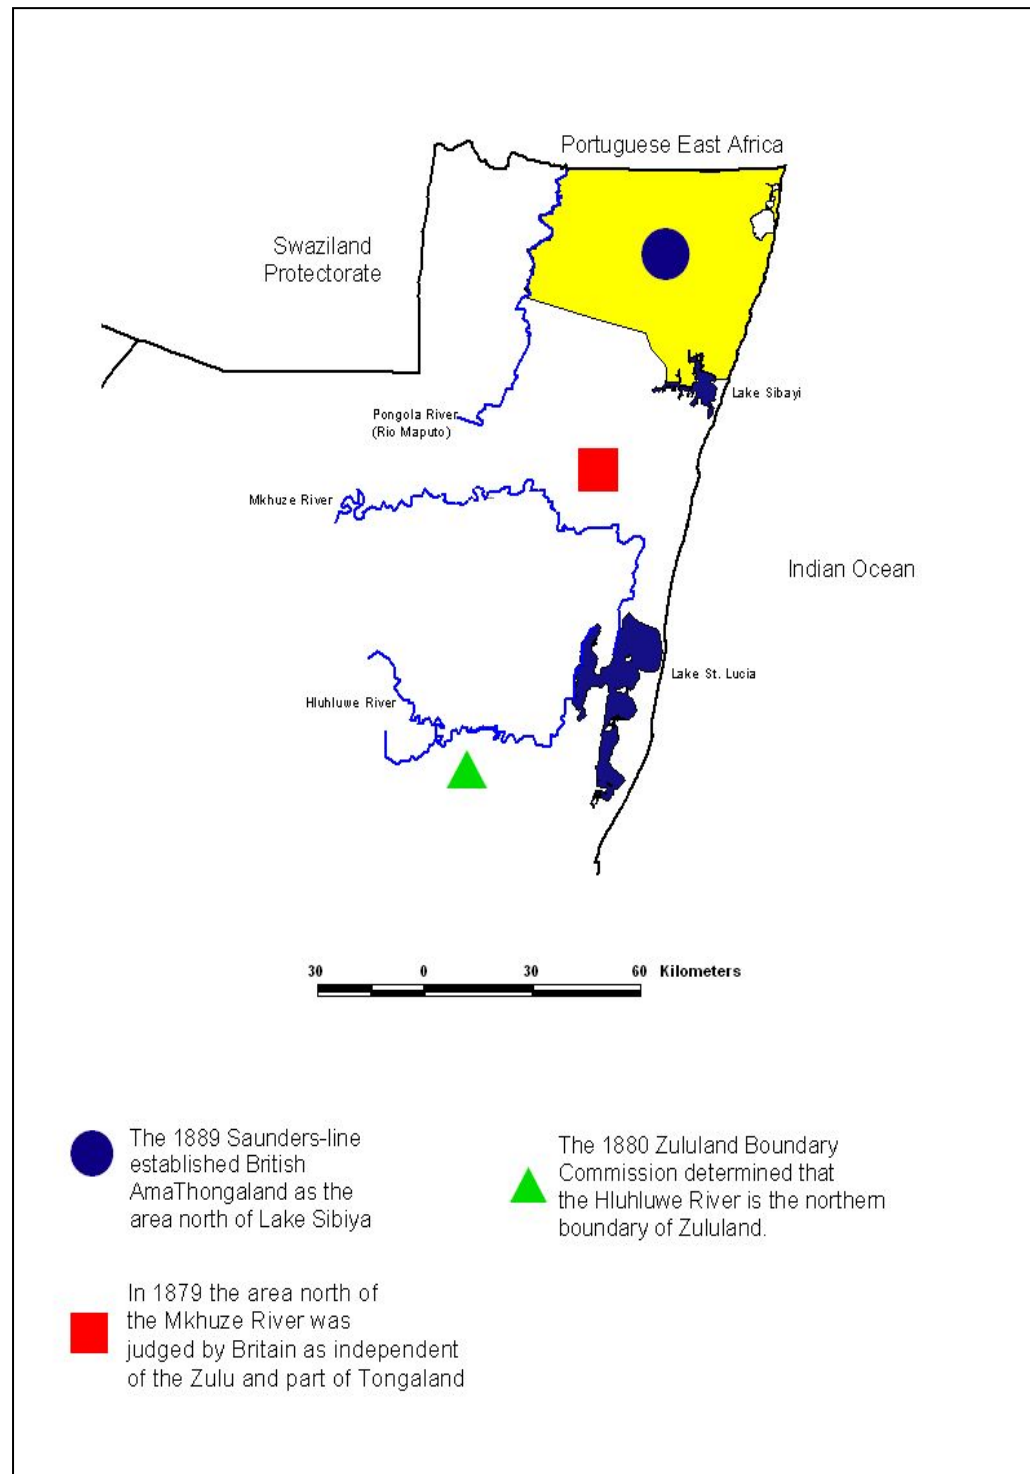 Portuguese East Africa
Swaziland
Protectorate
Lake Sibayi
Pongola River
(Rio Maputo)
Mkhuze River
Indian Ocean
Lake St. Lucia
Hluhluwe River
30 0 30 60 Kilometers
The 1889 Saunders-line
established British
AmaThongaland as the
area north of Lake Sibiya
The 1880 Zululand Boundary
Commission determined that
the Hluhluwe River is the northern
boundary of Zululand.
In 1879 the area north of
the Mkhuze River was
judged by Britain as independent
of the Zulu and part of Tongaland